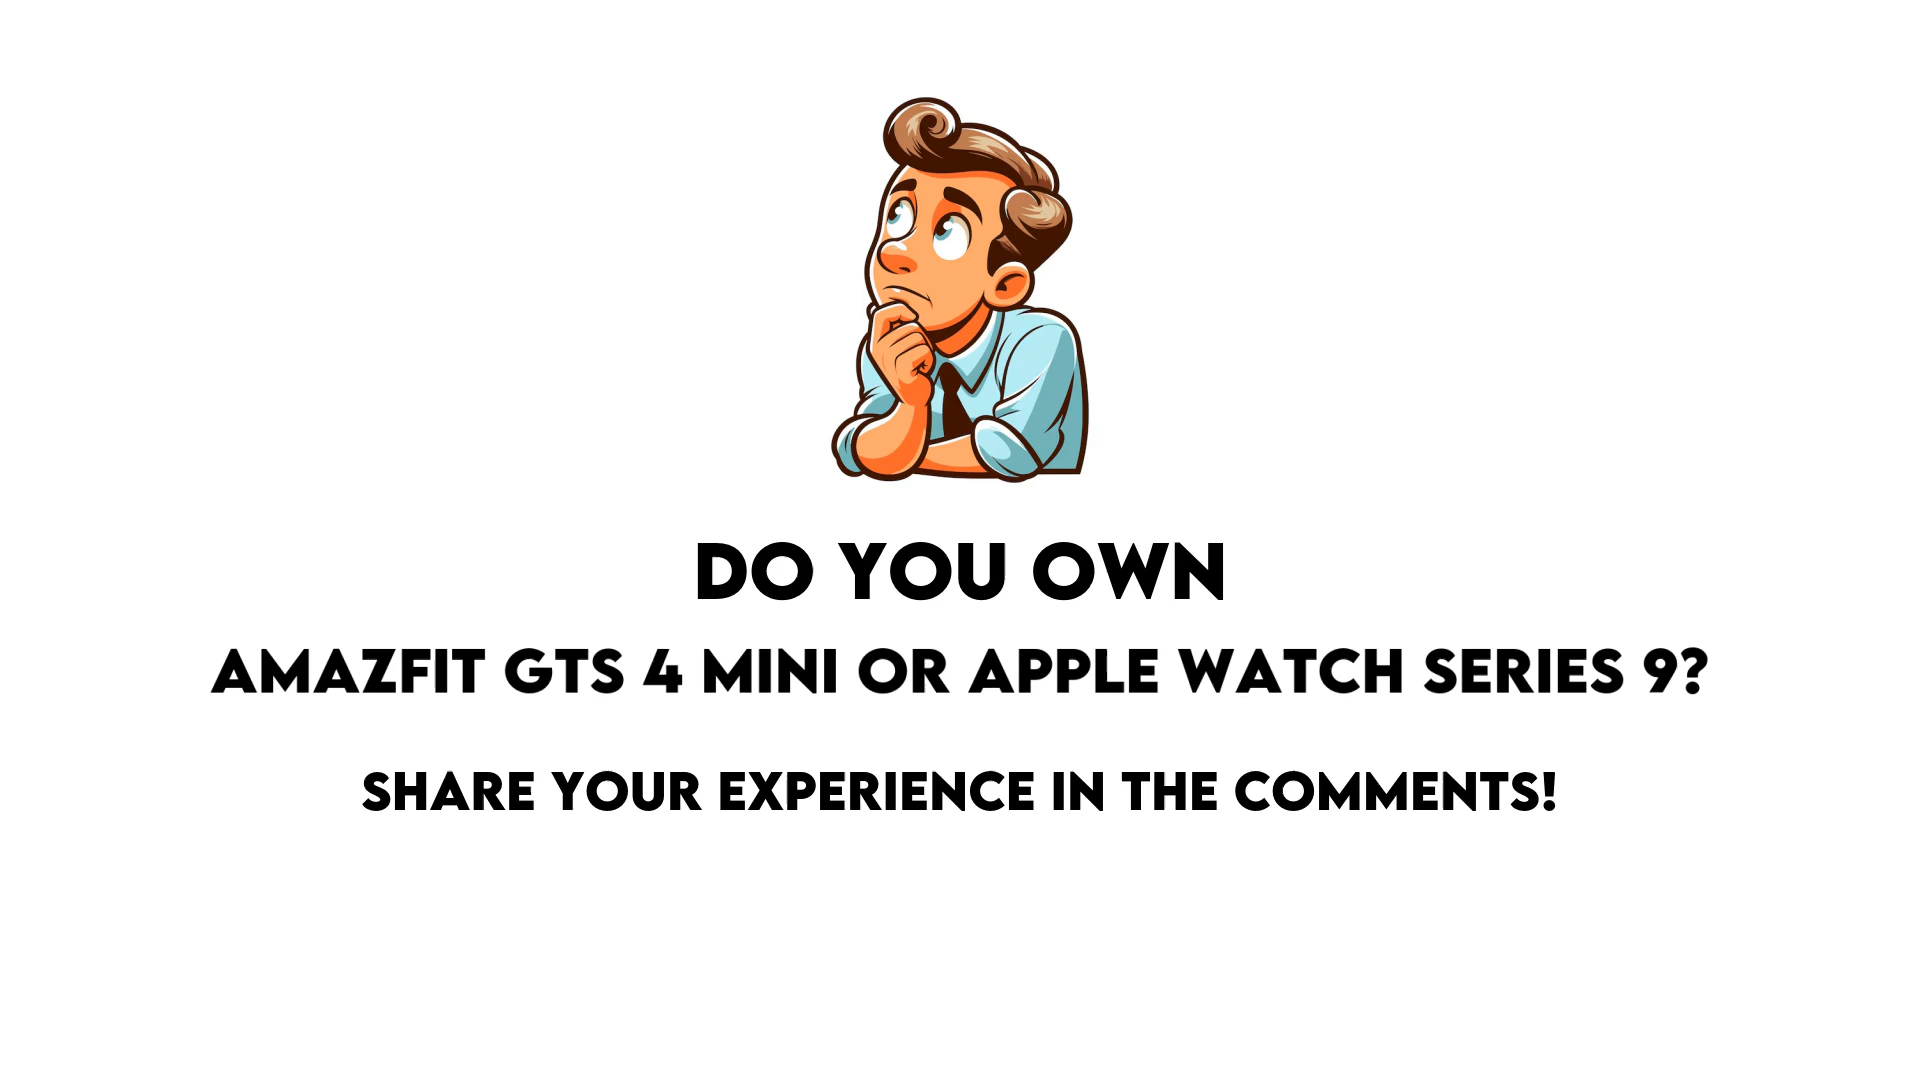 DO YOU OWN
AMAZFIT GTS 4 MINI OR APPLE WATCH SERIES 9?
SHARE YOUR EXPERIENCE IN THE COMMENTS!